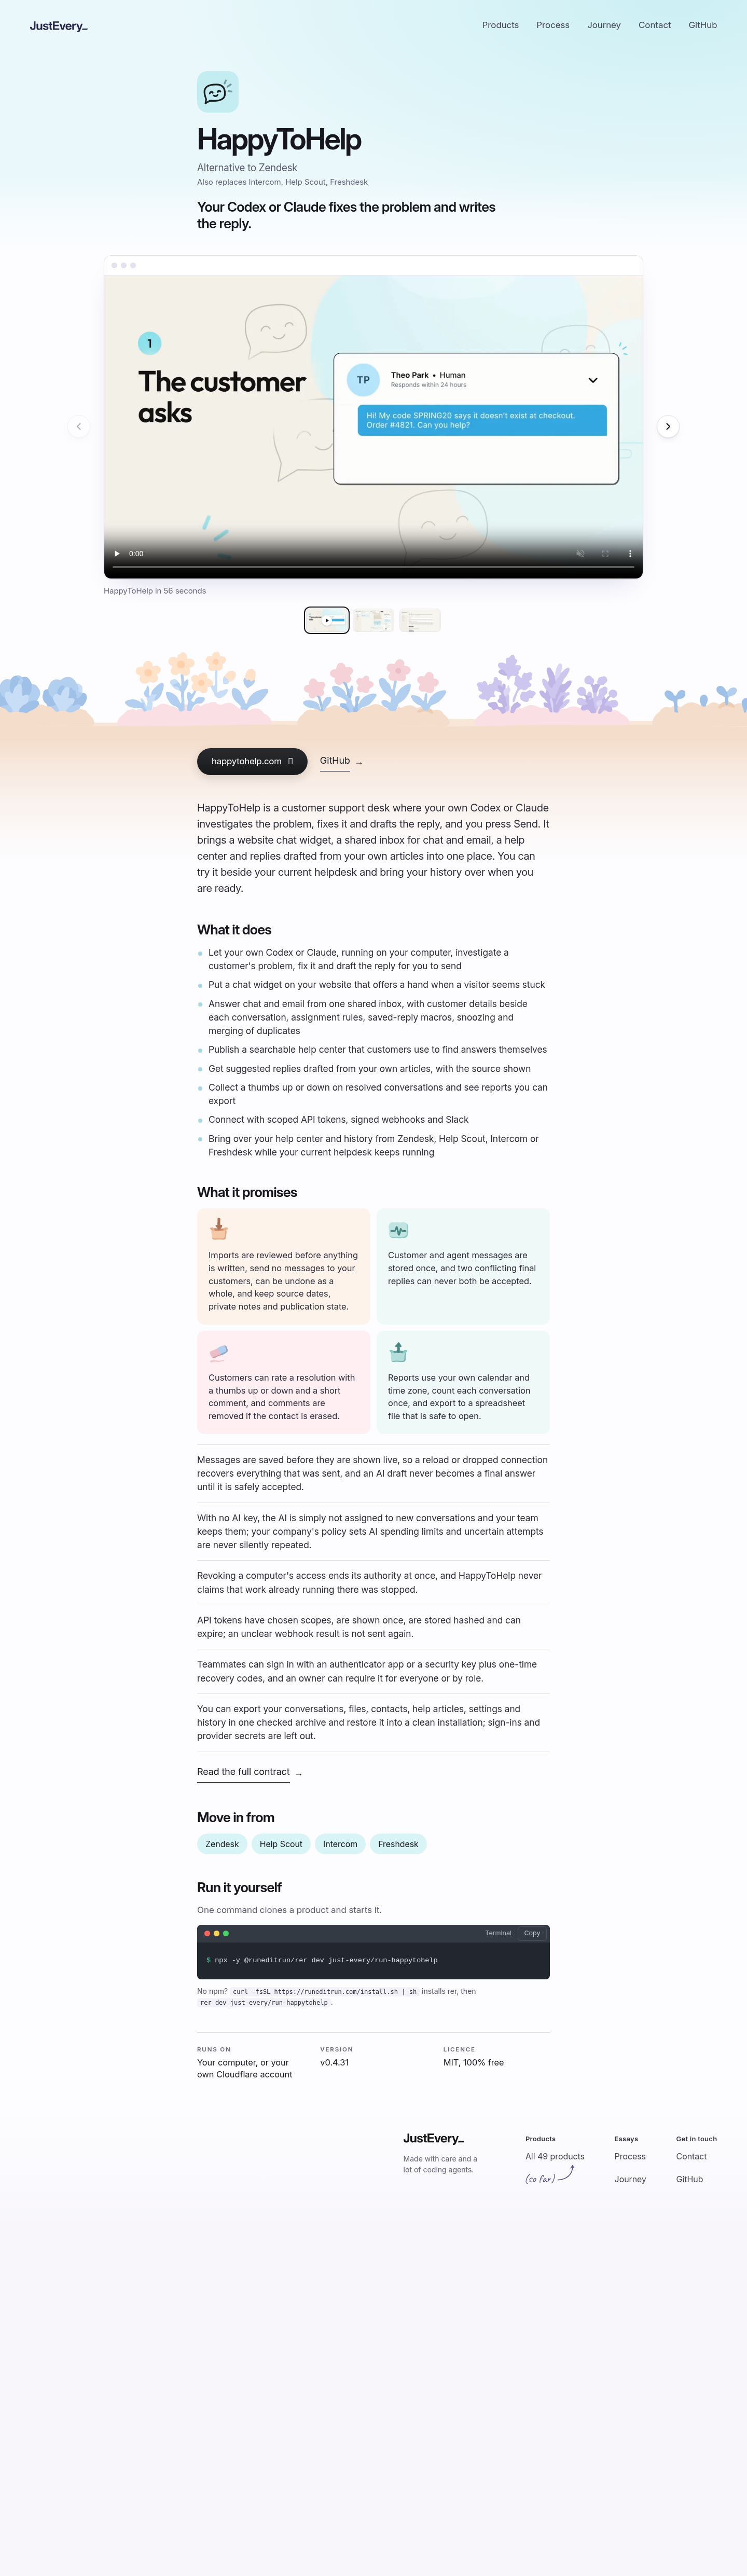 JustEvery_
Products
Process
Journey
Contact
GitHub
HappyToHelp
Alternative to Zendesk
Also replaces Intercom, Help Scout, Freshdesk
Your Codex or Claude fixes the problem and writes
the reply.
1
The customer
asks
TP
Theo Park • Human
Responds within 24 hours
Hi! My code SPRING20 says it doesn't exist at checkout.
Order #4821. Can you help?
0:00
HappyToHelp in 56 seconds
happytohelp.com
GitHub →
HappyToHelp is a customer support desk where your own Codex or Claude
investigates the problem, fixes it and drafts the reply, and you press Send. It
brings a website chat widget, a shared inbox for chat and email, a help
center and replies drafted from your own articles into one place. You can
try it beside your current helpdesk and bring your history over when you
are ready.
What it does
Let your own Codex or Claude, running on your computer, investigate a
customer's problem, fix it and draft the reply for you to send
Put a chat widget on your website that offers a hand when a visitor seems stuck
Answer chat and email from one shared inbox, with customer details beside
each conversation, assignment rules, saved-reply macros, snoozing and
merging of duplicates
Publish a searchable help center that customers use to find answers themselves
Get suggested replies drafted from your own articles, with the source shown
Collect a thumbs up or down on resolved conversations and see reports you can
export
Connect with scoped API tokens, signed webhooks and Slack
Bring over your help center and history from Zendesk, Help Scout, Intercom or
Freshdesk while your current helpdesk keeps running
What it promises
Imports are reviewed before anything
is written, send no messages to your
customers, can be undone as a
whole, and keep source dates,
private notes and publication state.
Customer and agent messages are
stored once, and two conflicting final
replies can never both be accepted.
Customers can rate a resolution with
a thumbs up or down and a short
comment, and comments are
removed if the contact is erased.
Reports use your own calendar and
time zone, count each conversation
once, and export to a spreadsheet
file that is safe to open.
Messages are saved before they are shown live, so a reload or dropped connection
recovers everything that was sent, and an AI draft never becomes a final answer
until it is safely accepted.
With no AI key, the AI is simply not assigned to new conversations and your team
keeps them; your company's policy sets AI spending limits and uncertain attempts
are never silently repeated.
Revoking a computer's access ends its authority at once, and HappyToHelp never
claims that work already running there was stopped.
API tokens have chosen scopes, are shown once, are stored hashed and can
expire; an unclear webhook result is not sent again.
Teammates can sign in with an authenticator app or a security key plus one-time
recovery codes, and an owner can require it for everyone or by role.
You can export your conversations, files, contacts, help articles, settings and
history in one checked archive and restore it into a clean installation; sign-ins and
provider secrets are left out.
Read the full contract →
Move in from
Zendesk
Help Scout
Intercom
Freshdesk
Run it yourself
One command clones a product and starts it.
Terminal
Copy
$ npx -y @runeditrun/rer dev just-every/run-happytohelp
No npm? curl -fsSL https://runeditrun.com/install.sh | sh installs rer, then
rer dev just-every/run-happytohelp.
RUNS ON
Your computer, or your
own Cloudflare account
VERSION
v0.4.31
LICENCE
MIT, 100% free
JustEvery_
Made with care and a
lot of coding agents.
Products
All 49 products
(so far)
Essays
Process
Journey
Get in touch
Contact
GitHub